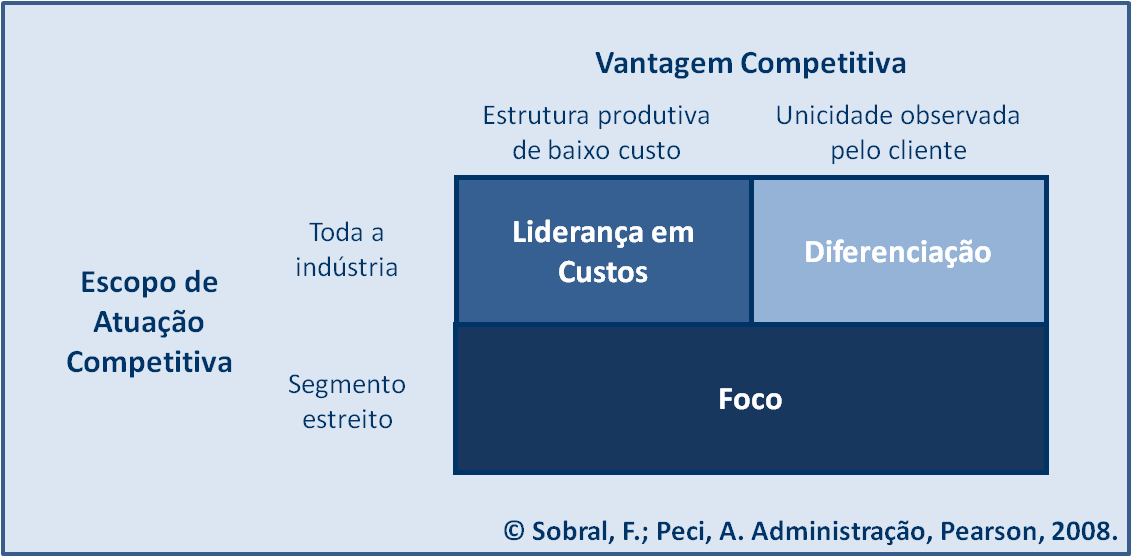 Vantagem Competitiva
Estrutura produtiva
de baixo custo
Unicidade observada
pelo cliente
Escopo de
Atuação
Competitiva
Toda a
indústria
Liderança em
Custos
Diferenciação
Segmento
estreito
Foco
© Sobral, F.; Peci, A. Administração, Pearson, 2008.